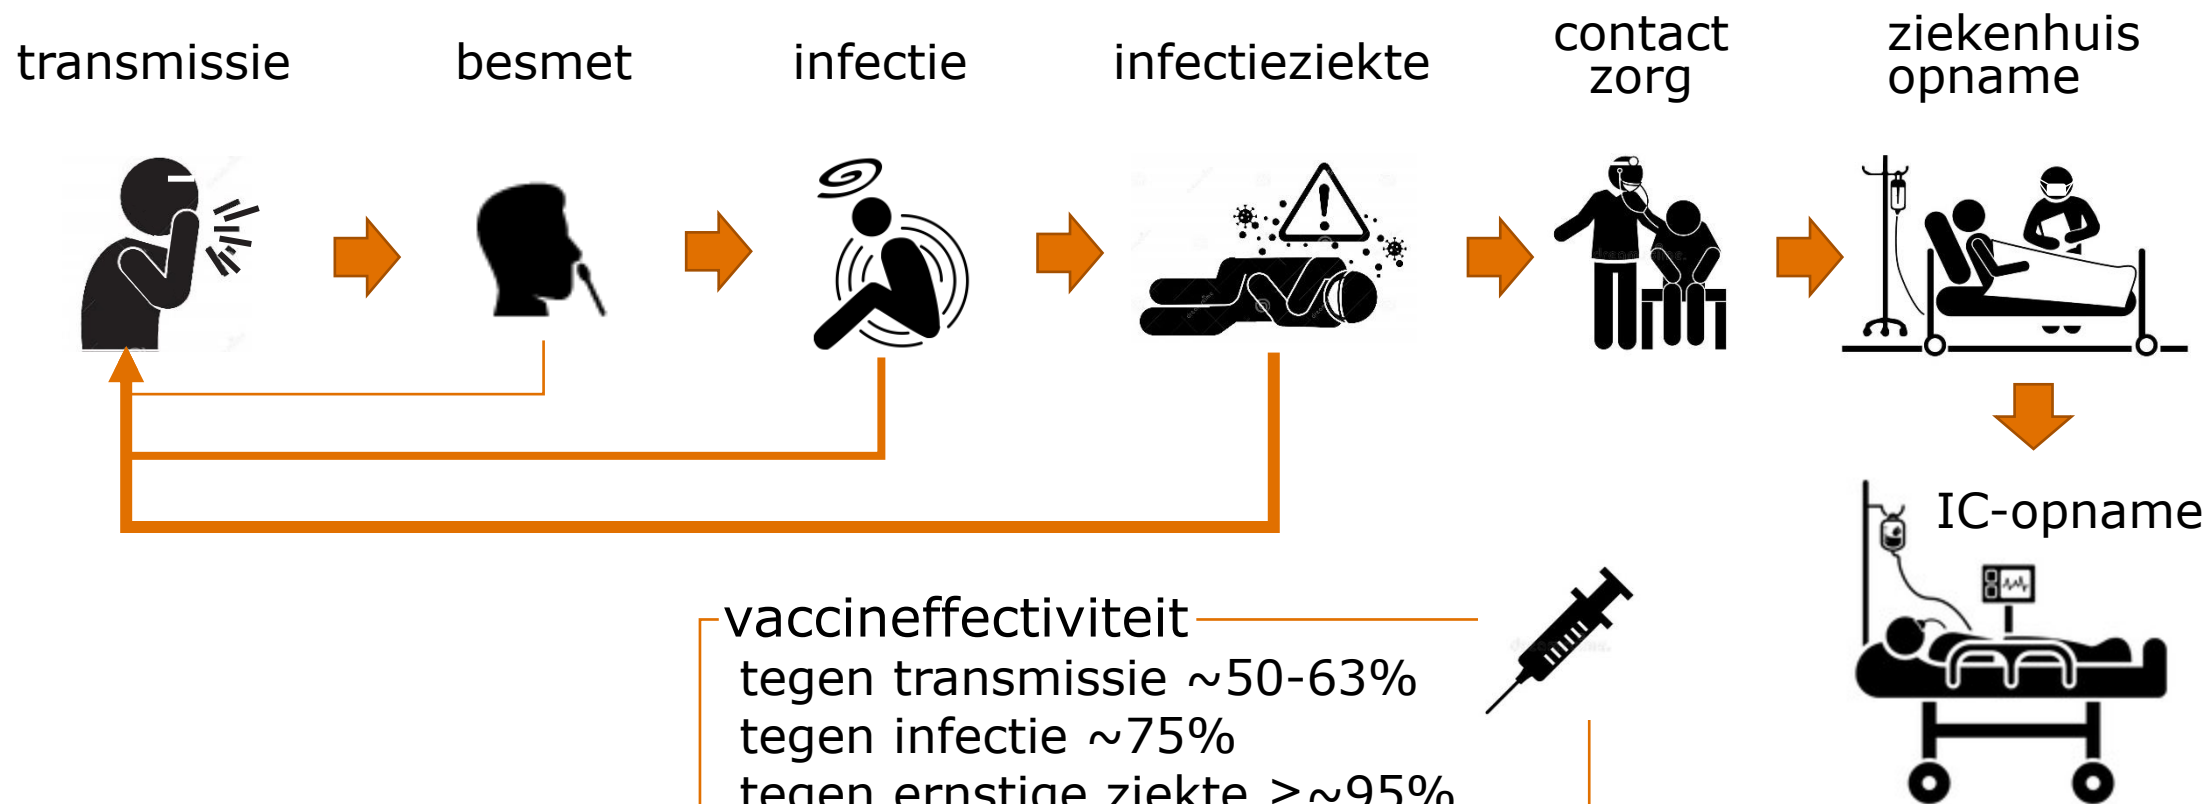 transmissie
besmet
infectie
infectieziekte
contact
zorg
ziekenhuis
opname
IC-opname
vaccineffectiviteit
tegen transmissie ~50-63%
tegen infectie ~75%
tegen ernstige ziekte >~95%